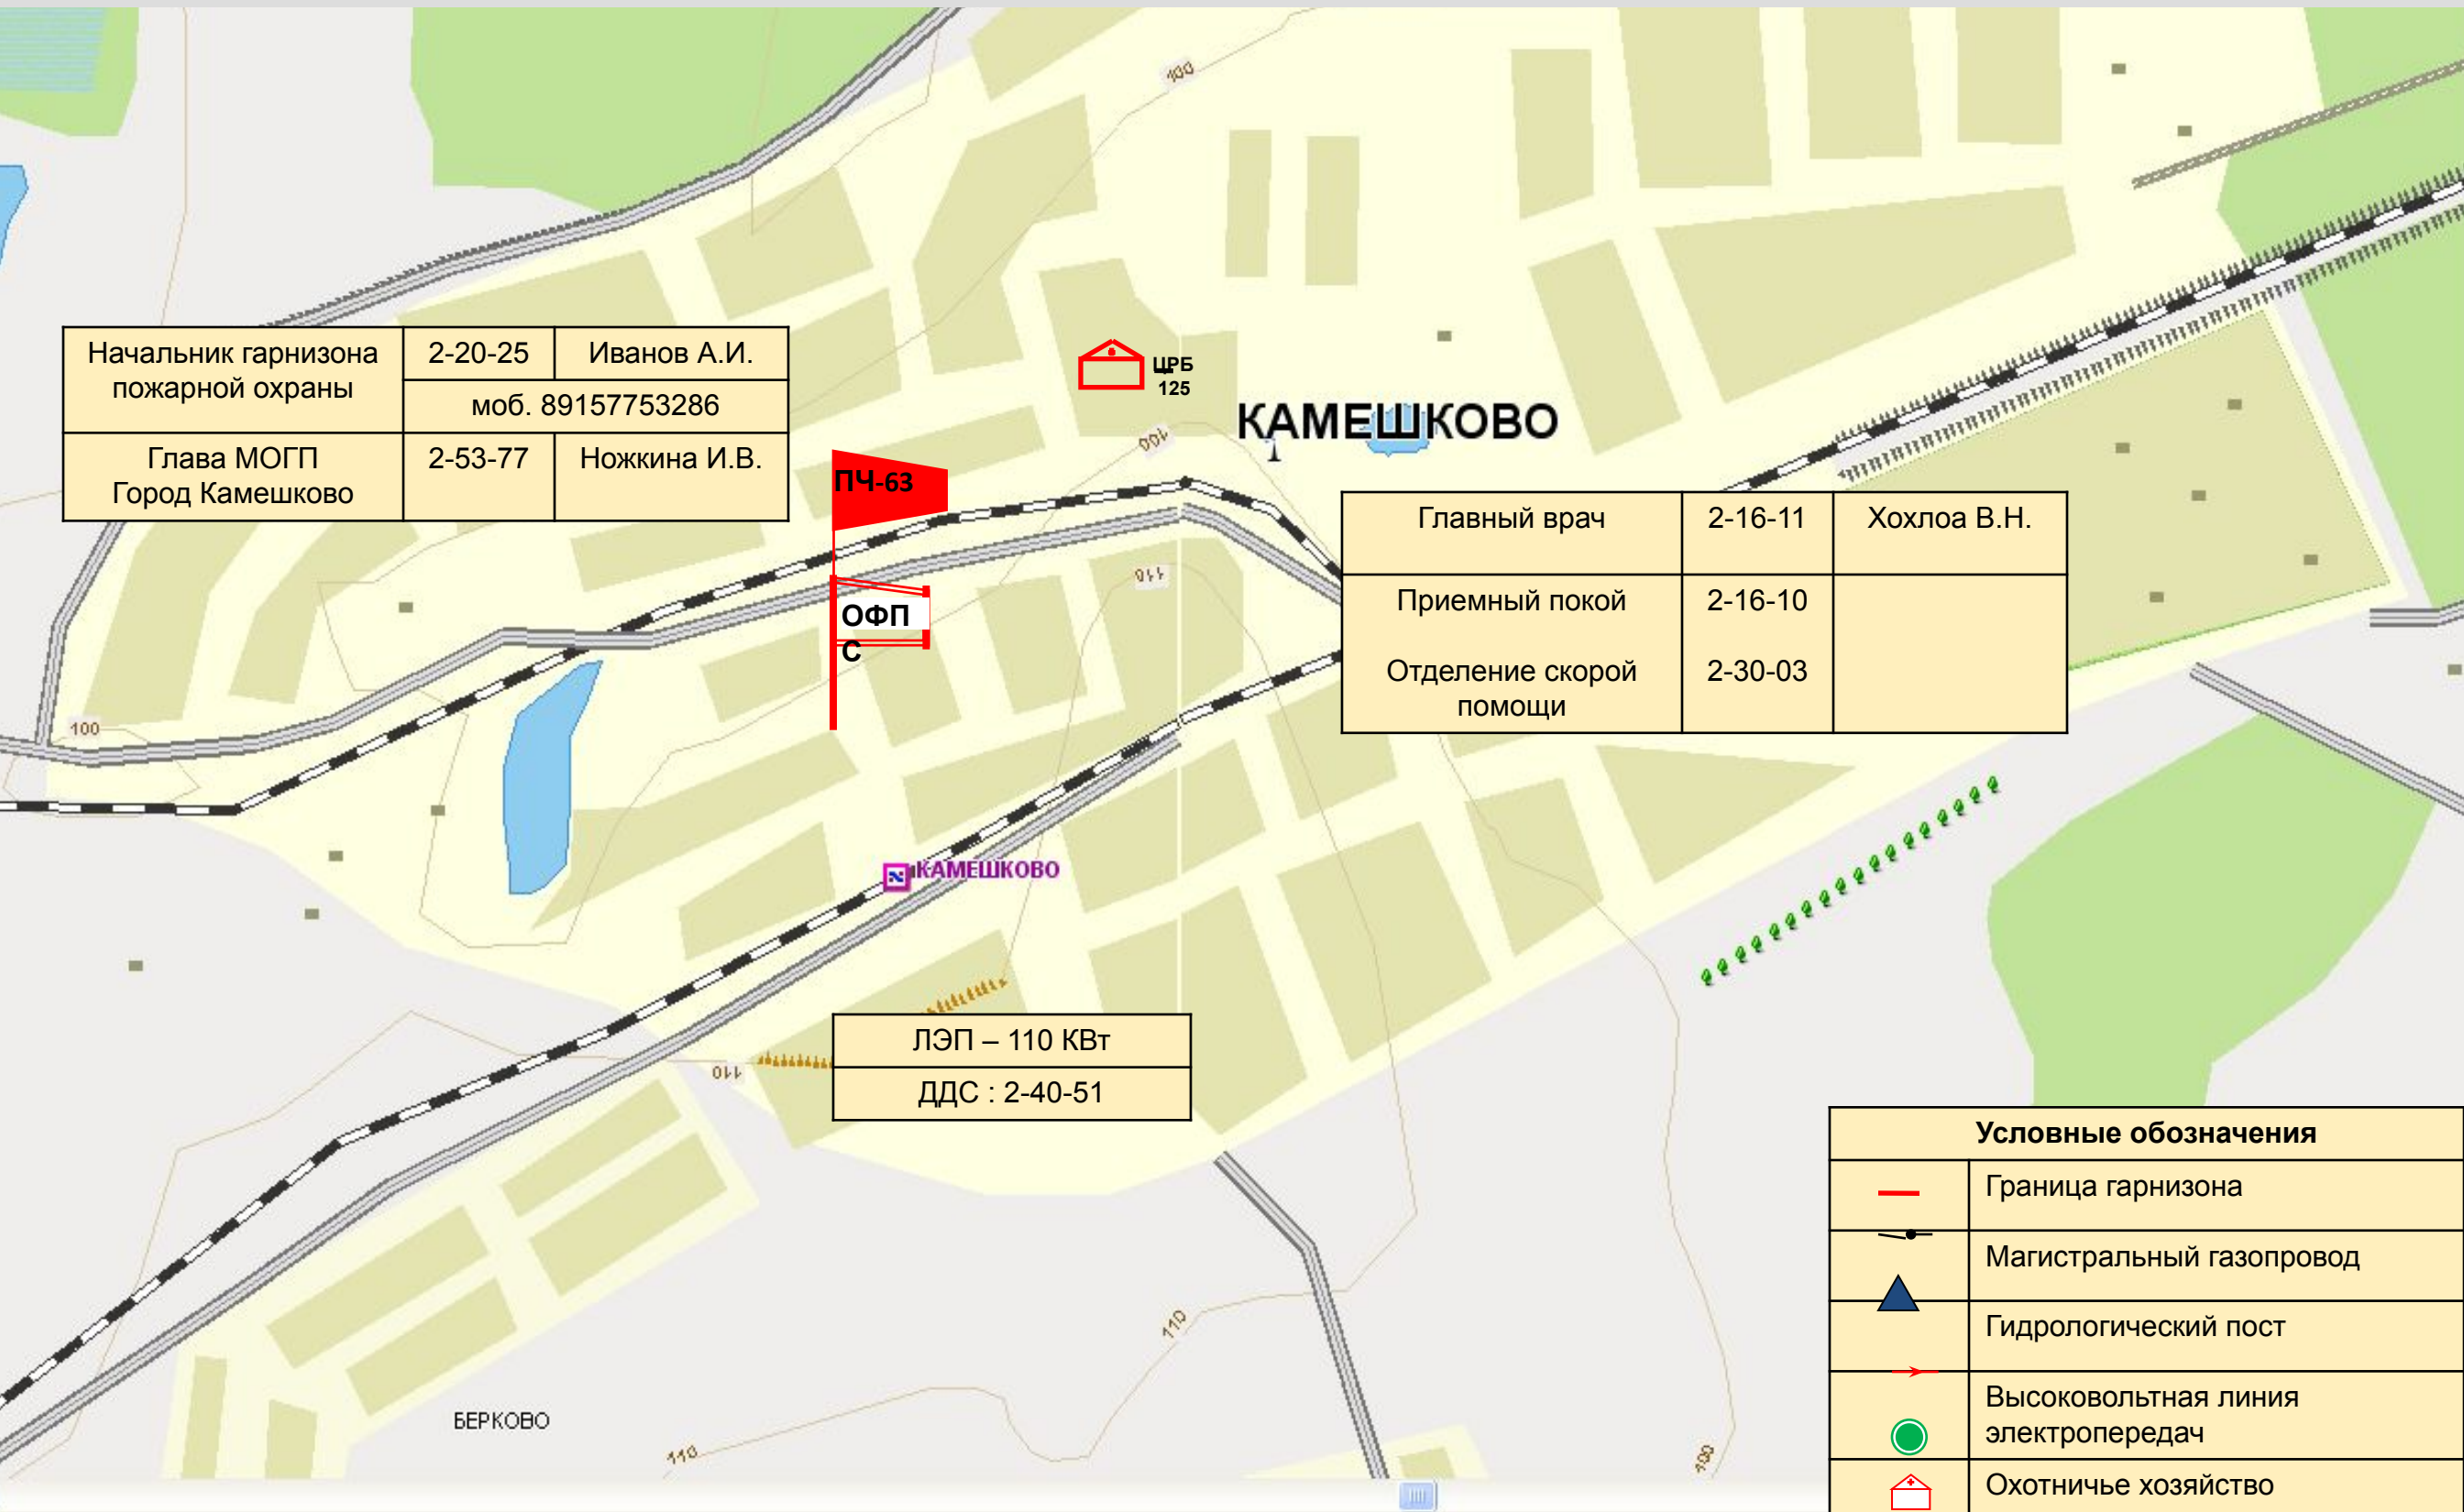 100
Начальник гарнизона
пожарной охраны
2-20-25
Иванов А.И.
моб. 89157753286
Глава МОГП
Город Камешково
2-53-77
Ножкина И.В.
ЦРБ
125
КАМЕШКОВО
100
ПЧ-63
ОФП
С
110
Главный врач
2-16-11
Хохлоа В.Н.
Приемный покой
2-16-10
Отделение скорой
помощи
2-30-03
100
КАМЕШКОВО
110
ЛЭП – 110 КВт
ДДС : 2-40-51
Условные обозначения
Граница гарнизона
Магистральный газопровод
Гидрологический пост
Высоковольтная линия
электропередач
Охотничье хозяйство
110
БЕРКОВО
110
100